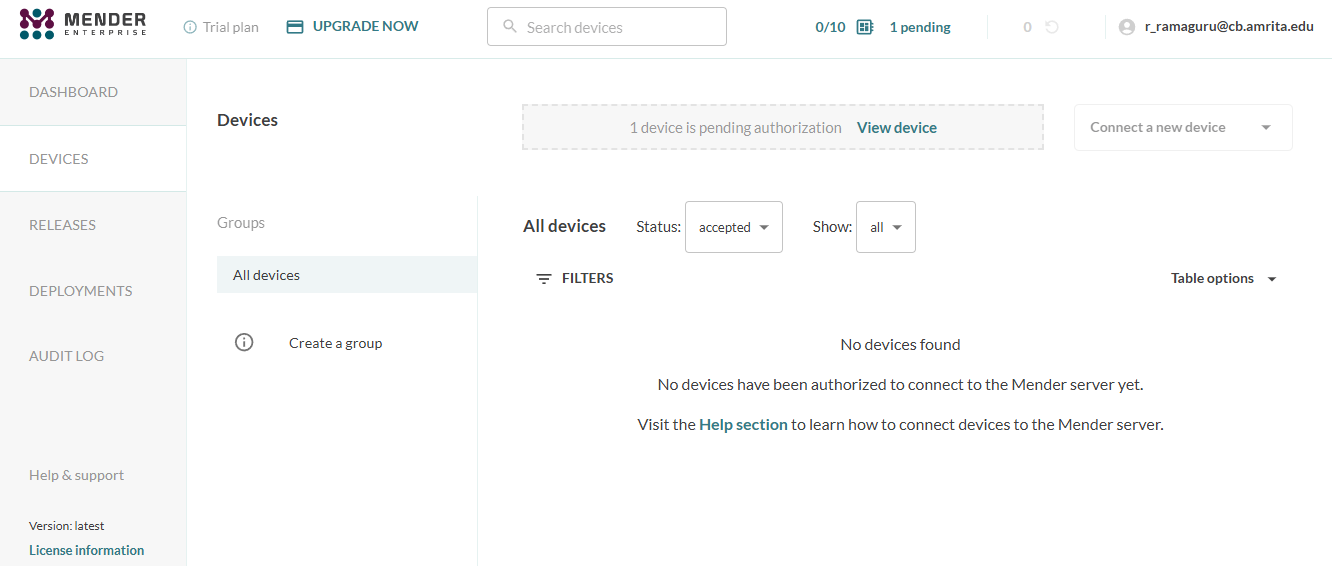 MENDER
ENTERPRISE
Trial plan
UPGRADE NOW
Search devices
0/10
1 pending
0
r_ramaguru@cb.amrita.edu
DASHBOARD
DEVICES
RELEASES
DEPLOYMENTS
AUDIT LOG
Help & support
Version: latest
License information
Devices
1 device is pending authorization View device
Connect a new device
Groups
All devices
Create a group
All devices
Status: accepted
Show: all
FILTERS
Table options
No devices found
No devices have been authorized to connect to the Mender server yet.
Visit the Help section to learn how to connect devices to the Mender server.